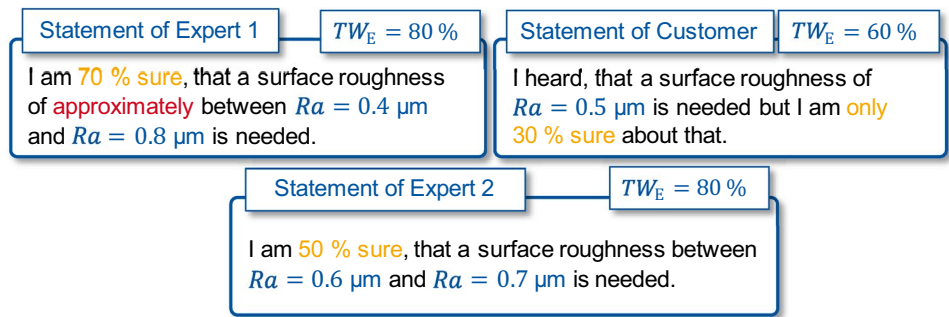 Statement of Expert 1
TW_E = 80 %
I am 70 % sure, that a surface roughness
of approximately between Ra = 0.4 µm
and Ra = 0.8 µm is needed.
Statement of Customer
TW_E = 60 %
I heard, that a surface roughness of
Ra = 0.5 µm is needed but I am only
30 % sure about that.
Statement of Expert 2
TW_E = 80 %
I am 50 % sure, that a surface roughness between
Ra = 0.6 µm and Ra = 0.7 µm is needed.